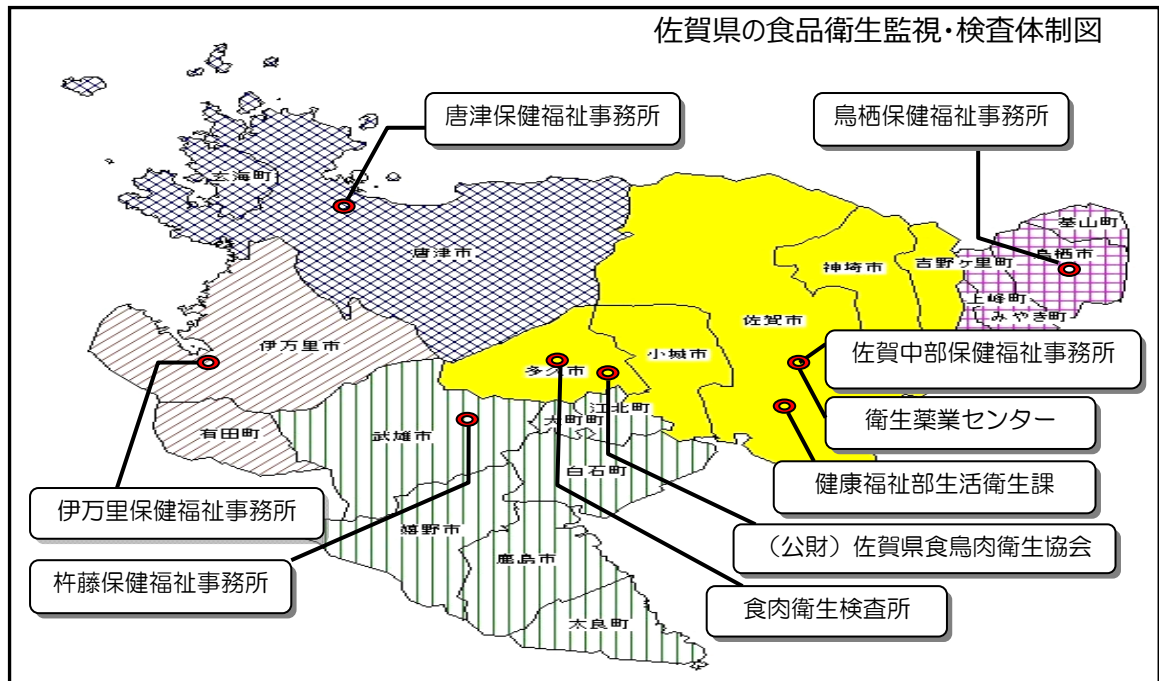 佐賀県の食品衛生監視・検査体制図
唐津保健福祉事務所
鳥栖保健福祉事務所
玄海町
唐津市
基山町
鳥栖市
神埼市
吉野ヶ里町
上峰町
みやき町
佐賀市
小城市
伊万里市
多久市
佐賀中部保健福祉事務所
江北町
大町町
衛生薬業センター
有田町
武雄市
白石町
健康福祉部生活衛生課
伊万里保健福祉事務所
嬉野市
（公財）佐賀県食鳥肉衛生協会
鹿島市
杵藤保健福祉事務所
食肉衛生検査所
太良町